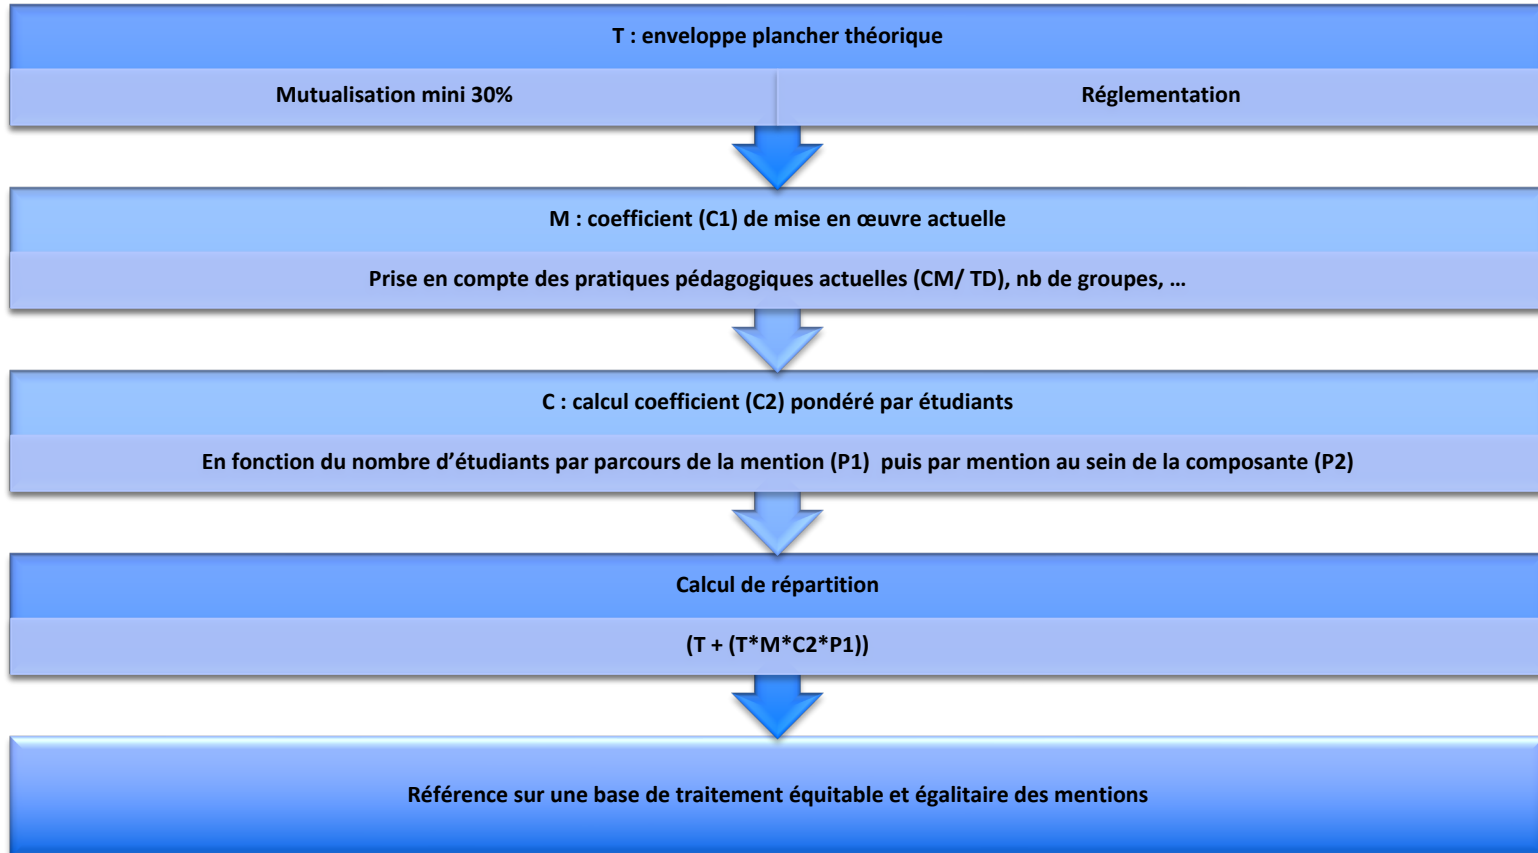 T : enveloppe plancher théorique
Mutualisation mini 30%
Réglementation
M : coefficient (C1) de mise en œuvre actuelle
Prise en compte des pratiques pédagogiques actuelles (CM/ TD), nb de groupes, …
C : calcul coefficient (C2) pondéré par étudiants
En fonction du nombre d’étudiants par parcours de la mention (P1) puis par mention au sein de la composante (P2)
Calcul de répartition
(T + (T*M*C2*P1))
Référence sur une base de traitement équitable et égalitaire des mentions